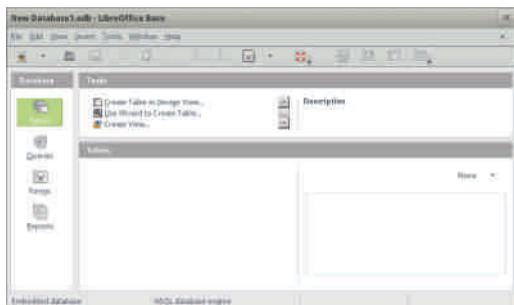 New Database1.odb - LibreOffice Base
File Edit View Insert Tools Window Help
Database
Tasks
Tables
Queries
Forms
Reports
Create Table in Design View...
Use Wizard to Create Table...
Create View...
Description
Tables
None
Embedded database
HSQL database engine